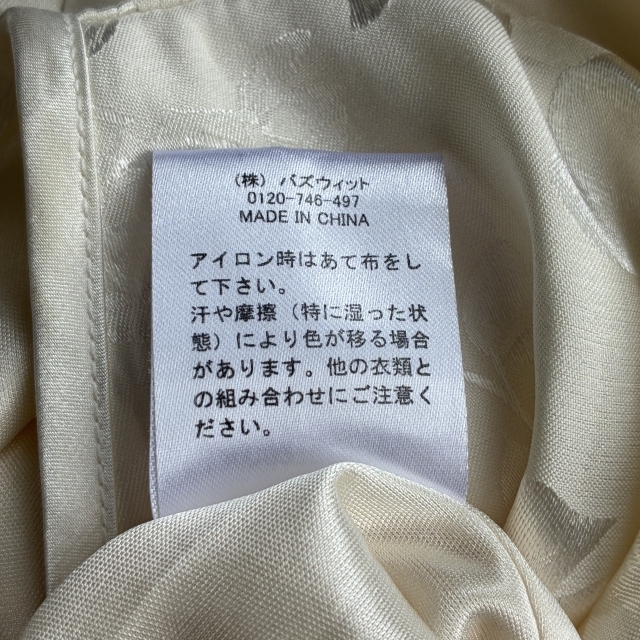 (株) バズウィット
0120-746-497
MADE IN CHINA
アイロン時はあて布をし
て下さい。
汗や摩擦(特に湿った状
態)により色が移る場合
があります。他の衣類と
の組み合わせにご注意く
ださい。